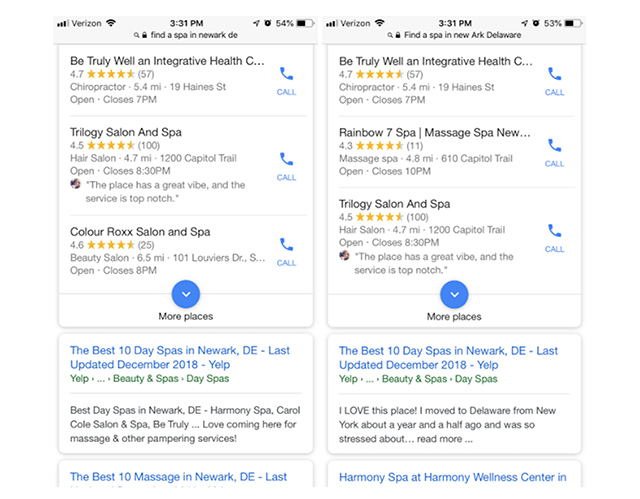 Verizon 3:31 PM 54%
find a spa in newark de
Be Truly Well an Integrative Health C...
4.7 (57)
Chiropractor · 5.4 mi · 19 Haines St
Open · Closes 7PM
CALL
Trilogy Salon And Spa
4.5 (100)
Hair Salon · 4.7 mi · 1200 Capitol Trail
Open · Closes 8:30PM
CALL
"The place has a great vibe, and the
service is top notch."
Colour Roxx Salon and Spa
4.6 (25)
Beauty Salon · 6.5 mi · 101 Louviers Dr., S...
Open · Closes 8PM
CALL
More places
The Best 10 Day Spas in Newark, DE - Last
Updated December 2018 - Yelp
Yelp › ... › Beauty & Spas › Day Spas
Best Day Spas in Newark, DE - Harmony Spa, Carol
Cole Salon & Spa, Be Truly ... Love coming here for
massage & other pampering services!
The Best 10 Massage in Newark, DE - Last
Verizon 3:31 PM 53%
Find a spa in new Ark Delaware
Be Truly Well an Integrative Health C...
4.7 (57)
Chiropractor · 5.4 mi · 19 Haines St
Open · Closes 7PM
CALL
Rainbow 7 Spa | Massage Spa New...
4.3 (11)
Massage spa · 4.8 mi · 610 Capitol Trail
Open · Closes 10PM
CALL
Trilogy Salon And Spa
4.5 (100)
Hair Salon · 4.7 mi · 1200 Capitol Trail
Open · Closes 8:30PM
CALL
"The place has a great vibe, and the
service is top notch."
More places
The Best 10 Day Spas in Newark, DE - Last
Updated December 2018 - Yelp
Yelp › ... › Beauty & Spas › Day Spas
I LOVE this place! I moved to Delaware from New
York about a year and a half ago and was so
stressed about... read more ...
Harmony Spa at Harmony Wellness Center in